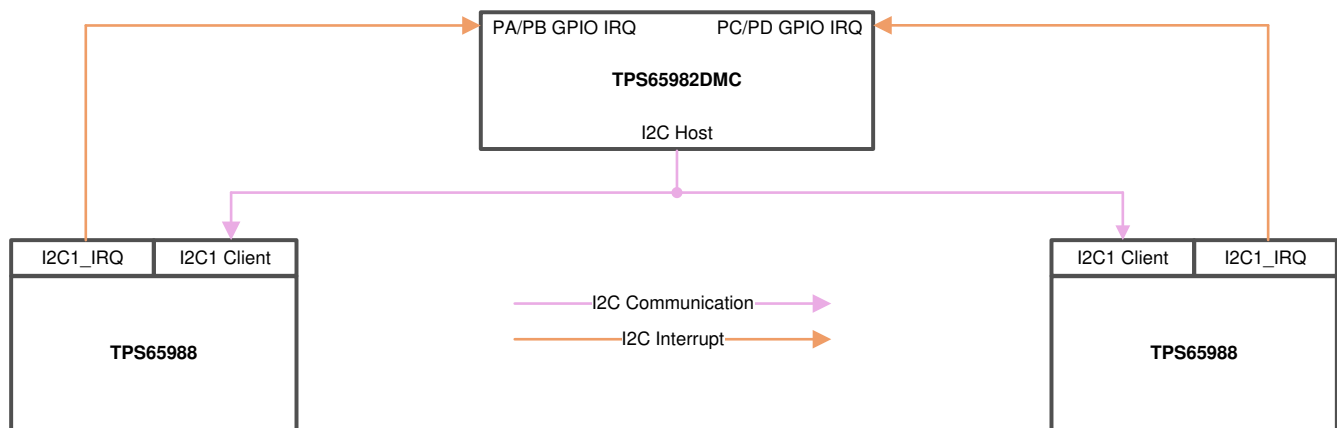 PA/PB GPIO IRQ
PC/PD GPIO IRQ
TPS65982DMC
I2C Host
I2C1_IRQ
I2C1 Client
I2C1 Client
I2C1_IRQ
I2C Communication
I2C Interrupt
TPS65988
TPS65988